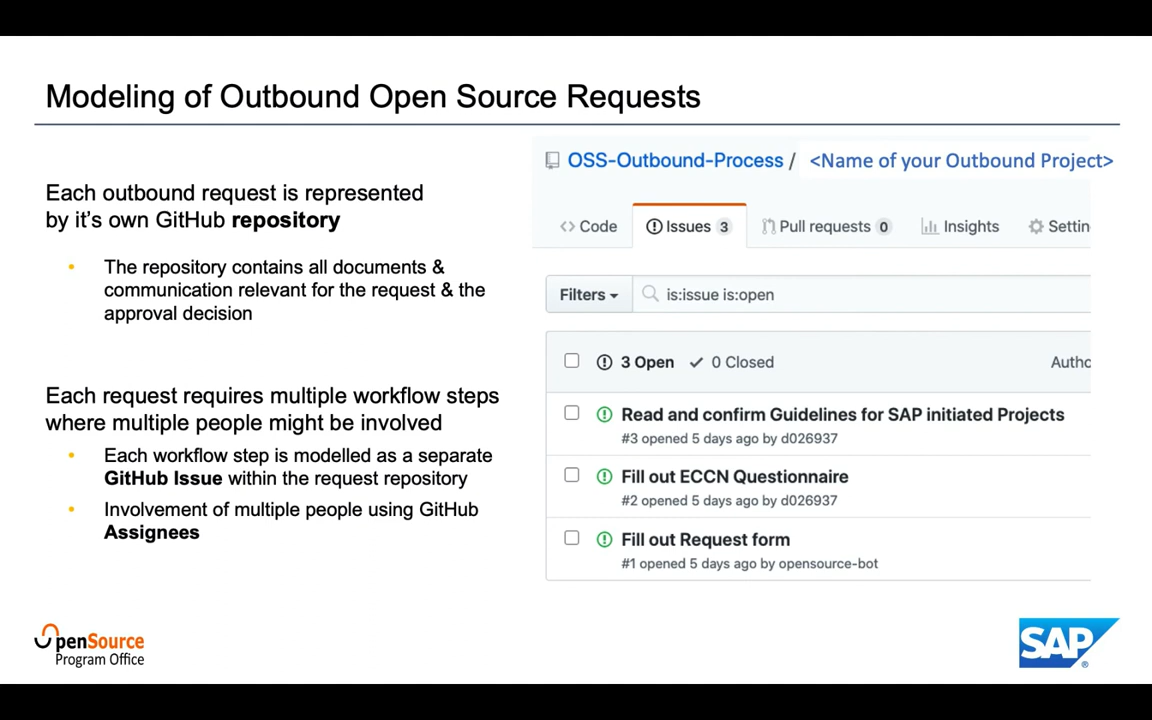 Modeling of Outbound Open Source Requests
Each outbound request is represented
by it's own GitHub repository
• The repository contains all documents &
communication relevant for the request & the
approval decision
Each request requires multiple workflow steps
where multiple people might be involved
• Each workflow step is modelled as a separate
GitHub Issue within the request repository
• Involvement of multiple people using GitHub
Assignees
OSS-Outbound-Process / <Name of your Outbound Project>
<> Code Issues 3 Pull requests 0 Insights Settin
Filters is:issue is:open
3 Open ✓ 0 Closed Autho
Read and confirm Guidelines for SAP initiated Projects
#3 opened 5 days ago by d026937
Fill out ECCN Questionnaire
#2 opened 5 days ago by d026937
Fill out Request form
#1 opened 5 days ago by opensource-bot
OpenSource
Program Office
SAP®